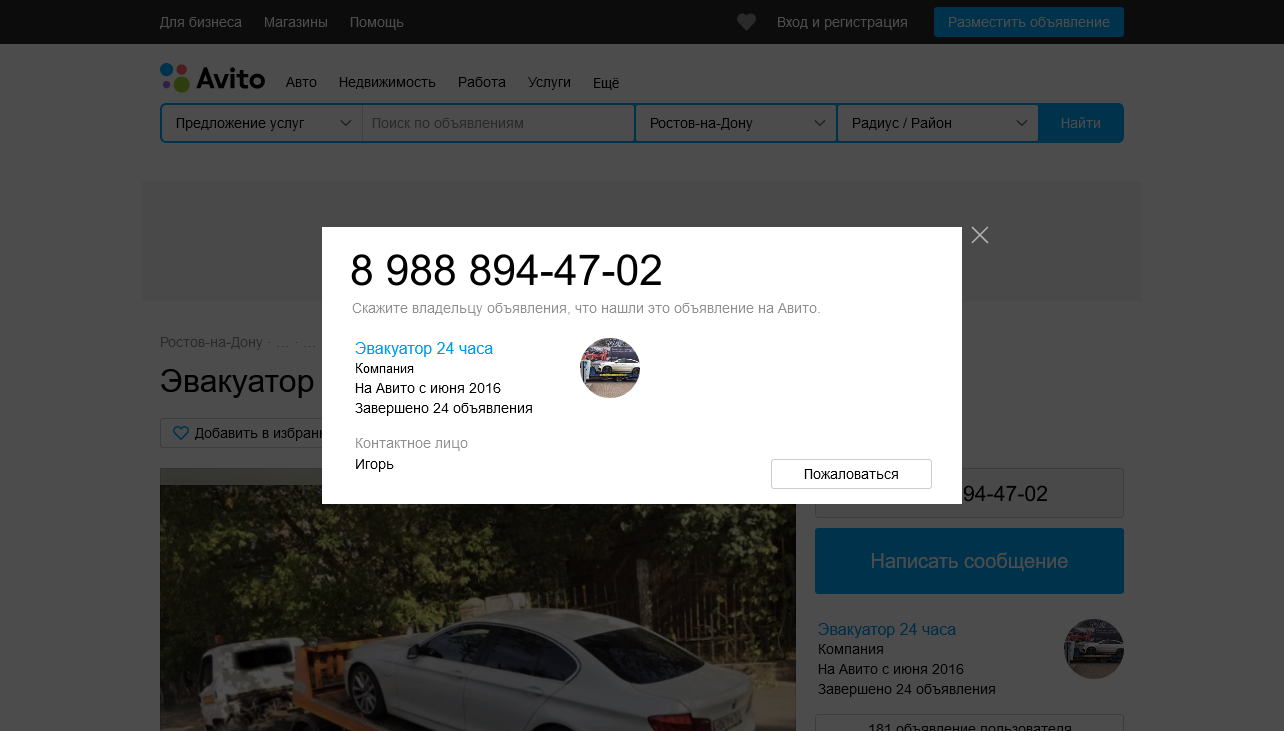 Для бизнеса Магазины Помощь Вход и регистрация Разместить объявление
Avito Авто Недвижимость Работа Услуги Ещё
Предложение услуг Поиск по объявлениям Ростов-на-Дону Радиус / Район Найти
8 988 894-47-02
Скажите владельцу объявления, что нашли это объявление на Авито.
Эвакуатор 24 часа
Компания
На Авито с июня 2016
Завершено 24 объявления
Контактное лицо
Игорь
Пожаловаться
Ростов-на-Дону · ... · ...
Эвакуатор
Добавить в избран
94-47-02
Написать сообщение
Эвакуатор 24 часа
Компания
На Авито с июня 2016
Завершено 24 объявления
181 объявление пользователя